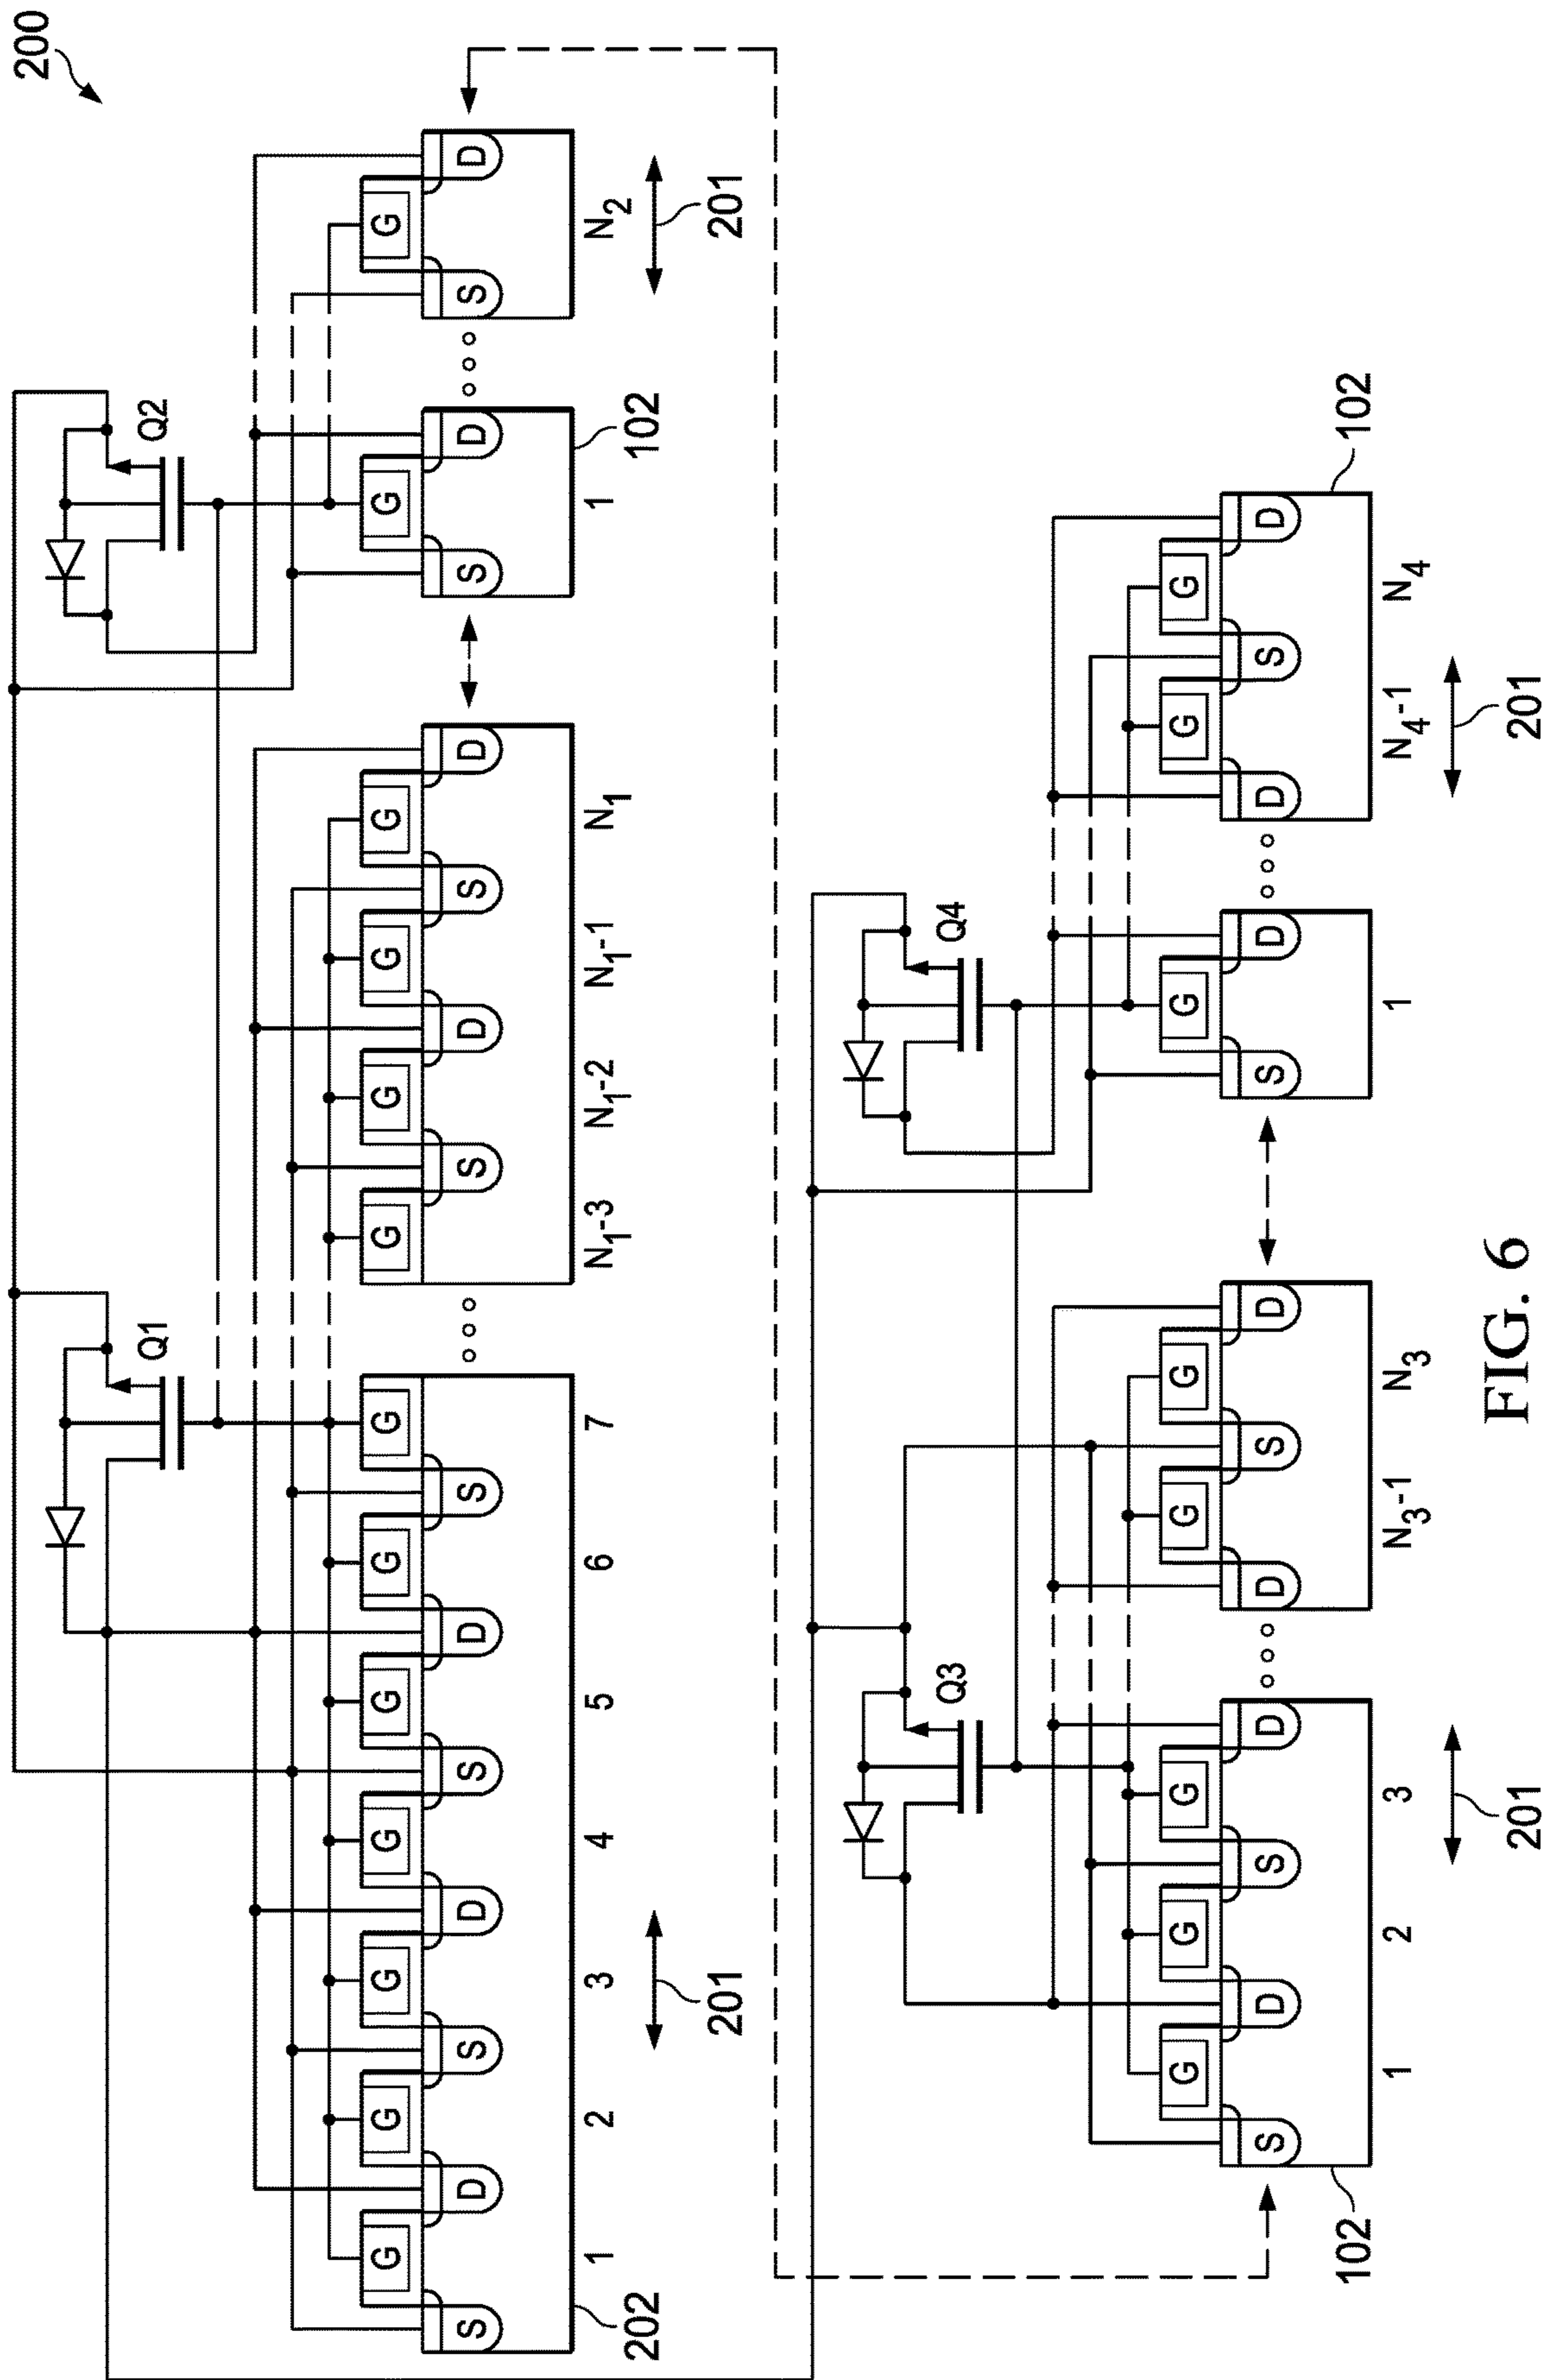 200
Q1
Q2
G G G G G G G G G G G G G
S D S D S D S S D S D S D S D
1 2 3 4 5 6 7 N1-3 N1-2 N1-1 N1 1 N2
202
201
102
201
Q3
Q4
G G G G G G G G
S D S D D S D S D D S D
1 2 3 N3-1 N3 1 N4-1 N4
102
201
201
102
FIG. 6